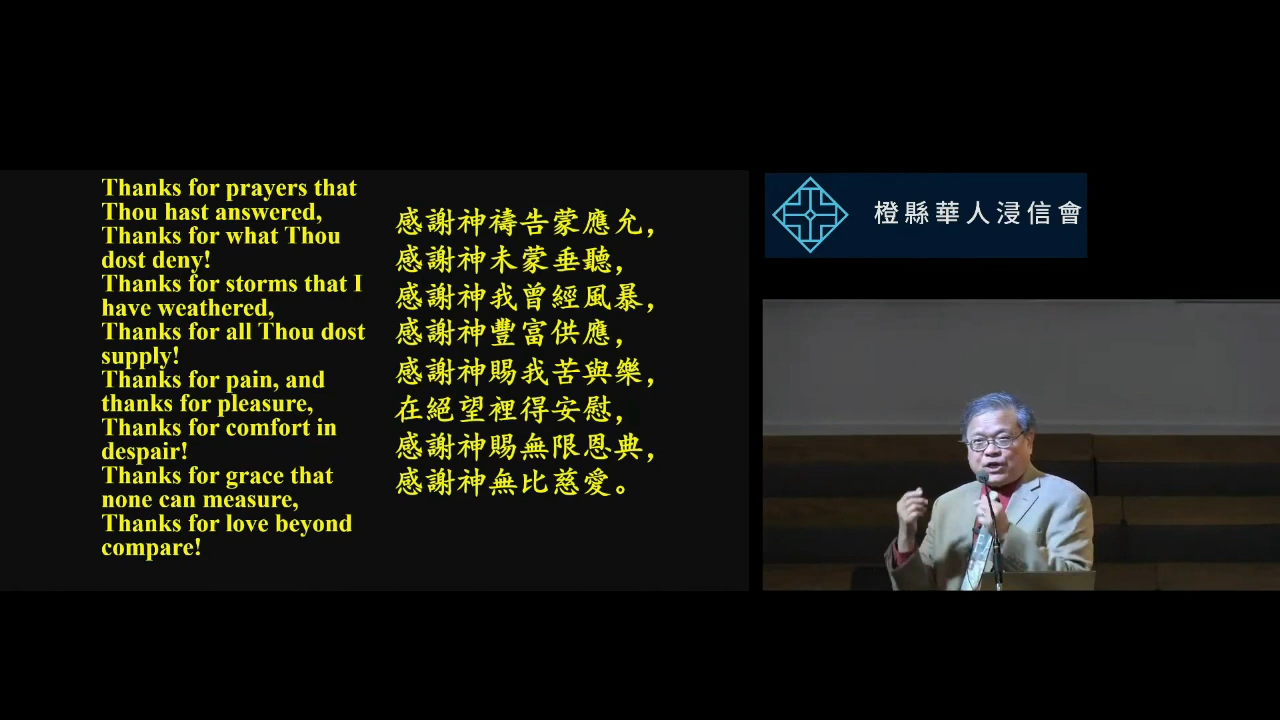 Thanks for prayers that
Thou hast answered,
Thanks for what Thou
dost deny!
Thanks for storms that I
have weathered,
Thanks for all Thou dost
supply!
Thanks for pain, and
thanks for pleasure,
Thanks for comfort in
despair!
Thanks for grace that
none can measure,
Thanks for love beyond
compare!
感謝神禱告蒙應允，
感謝神未蒙垂聽，
感謝神我曾經風暴，
感謝神豐富供應，
感謝神賜我苦與樂，
在絕望裡得安慰，
感謝神賜無限恩典，
感謝神無比慈愛。
橙縣華人浸信會